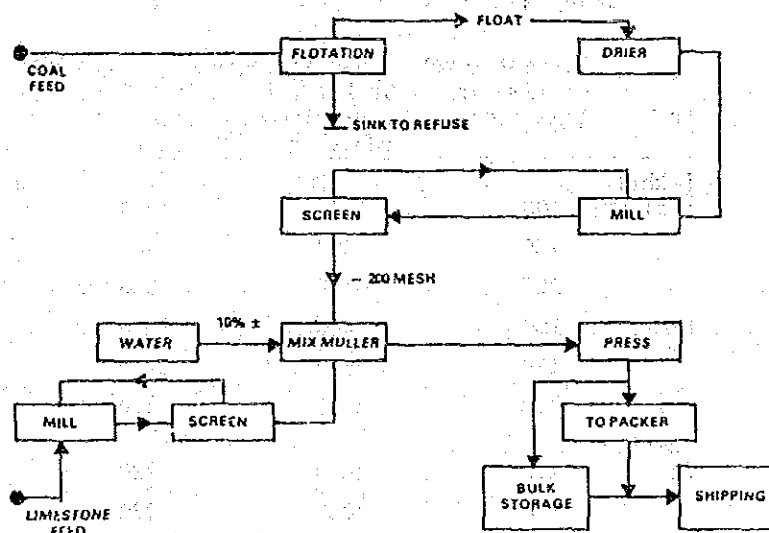 FLOAT
FLOTATION
DRIER
COAL
FEED
SINK TO REFUSE
SCREEN
MILL
- 200 MESH
10% ±
WATER
MIX MULLER
PRESS
MILL
SCREEN
TO PACKER
BULK
STORAGE
SHIPPING
LIMESTONE
FEED